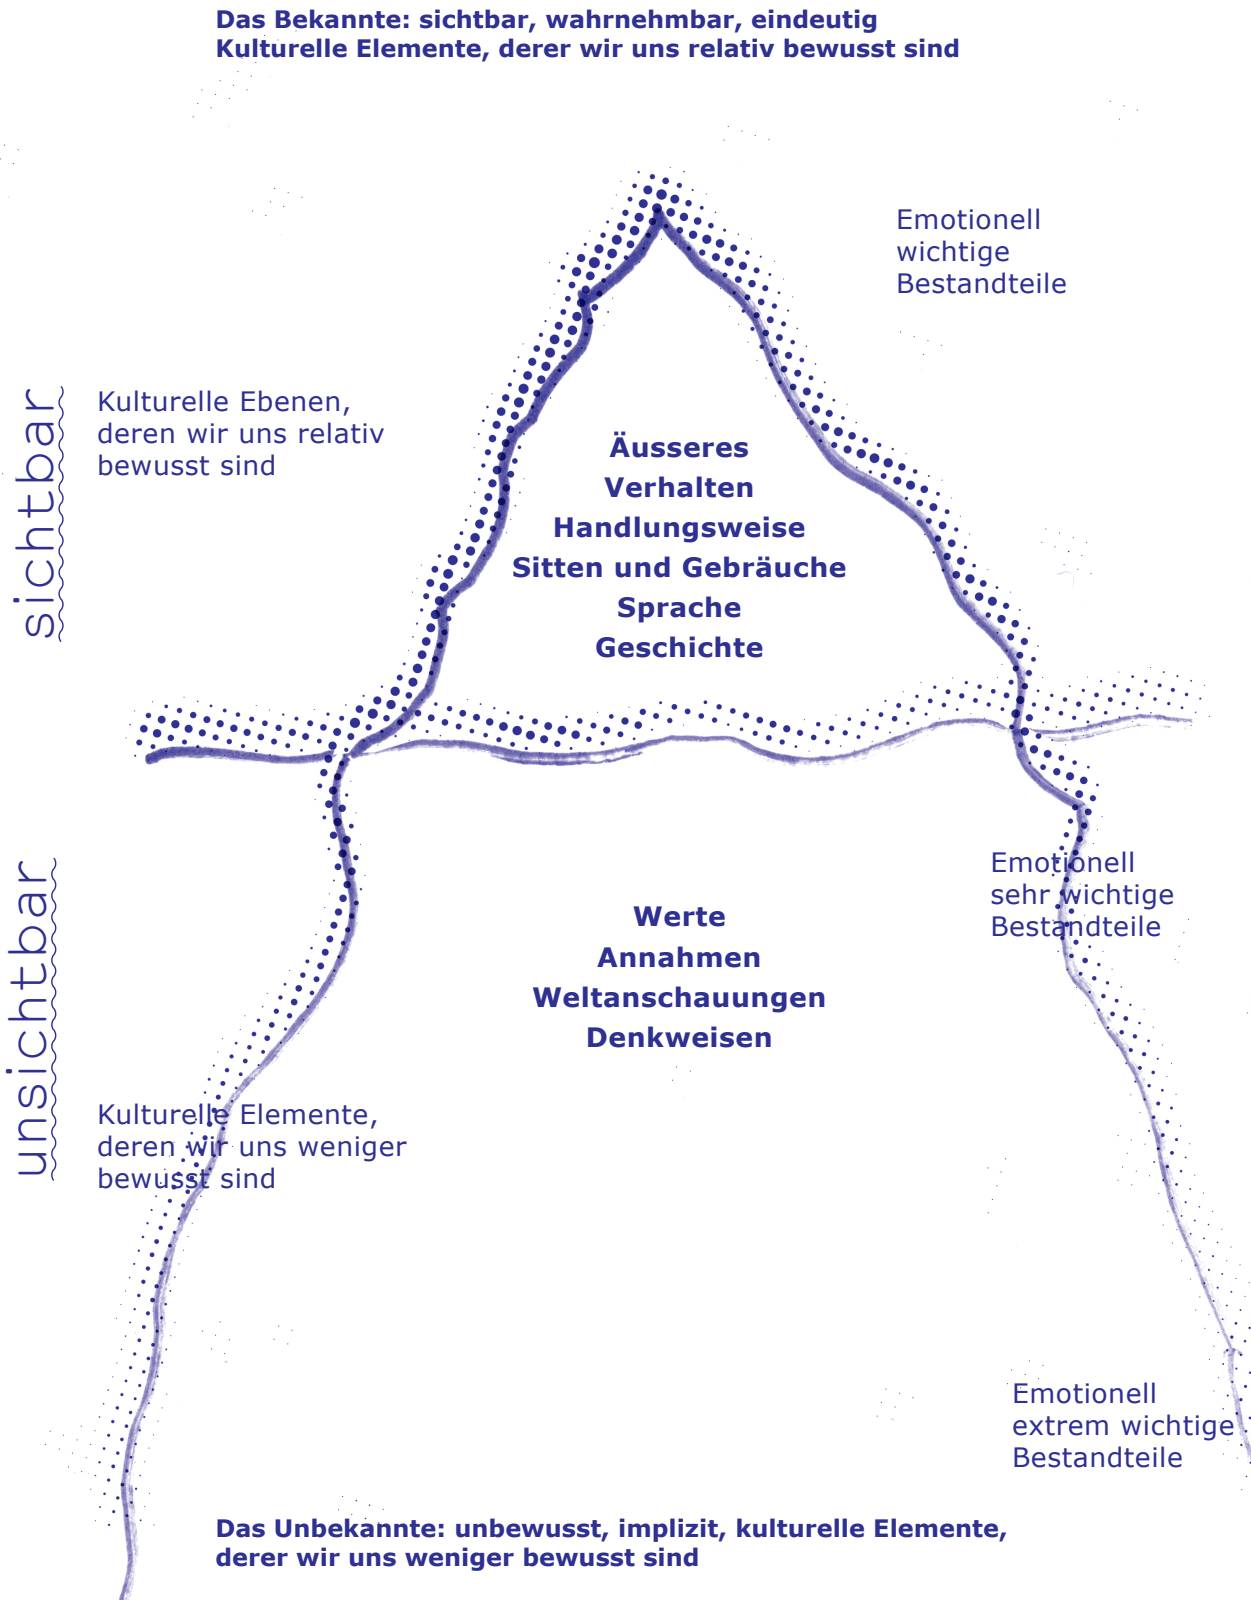 Das Bekannte: sichtbar, wahrnehmbar, eindeutig
Kulturelle Elemente, derer wir uns relativ bewusst sind
Emotionell
wichtige
Bestandteile
sichtbar
Kulturelle Ebenen,
deren wir uns relativ
bewusst sind
Äusseres
Verhalten
Handlungsweise
Sitten und Gebräuche
Sprache
Geschichte
unsichtbar
Emotionell
sehr wichtige
Bestandteile
Werte
Annahmen
Weltanschauungen
Denkweisen
Kulturelle Elemente,
deren wir uns weniger
bewusst sind
Emotionell
extrem wichtige
Bestandteile
Das Unbekannte: unbewusst, implizit, kulturelle Elemente,
derer wir uns weniger bewusst sind